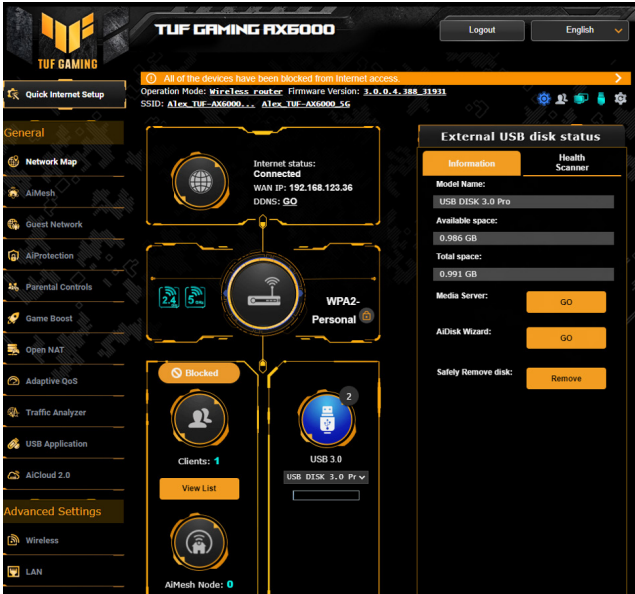 TUF GAMING
TUF GAMING AX6000
Logout
English
All of the devices have been blocked from Internet access.
Quick Internet Setup
Operation Mode: Wireless router Firmware Version: 3.0.0.4.388_31931
SSID: Alex_TUF-AX6000... Alex_TUF-AX6000_5G
General
Network Map
AiMesh
Guest Network
AiProtection
Parental Controls
Game Boost
Open NAT
Adaptive QoS
Traffic Analyzer
USB Application
AiCloud 2.0
Advanced Settings
Wireless
LAN
Internet status:
Connected
WAN IP: 192.168.123.36
DDNS: GO
2.4
5
WPA2-
Personal
Blocked
Clients: 1
View List
AiMesh Node: 0
2
USB 3.0
USB DISK 3.0 Pr
External USB disk status
Information
Health
Scanner
Model Name:
USB DISK 3.0 Pro
Available space:
0.986 GB
Total space:
0.991 GB
Media Server:
GO
AiDisk Wizard:
GO
Safely Remove disk:
Remove